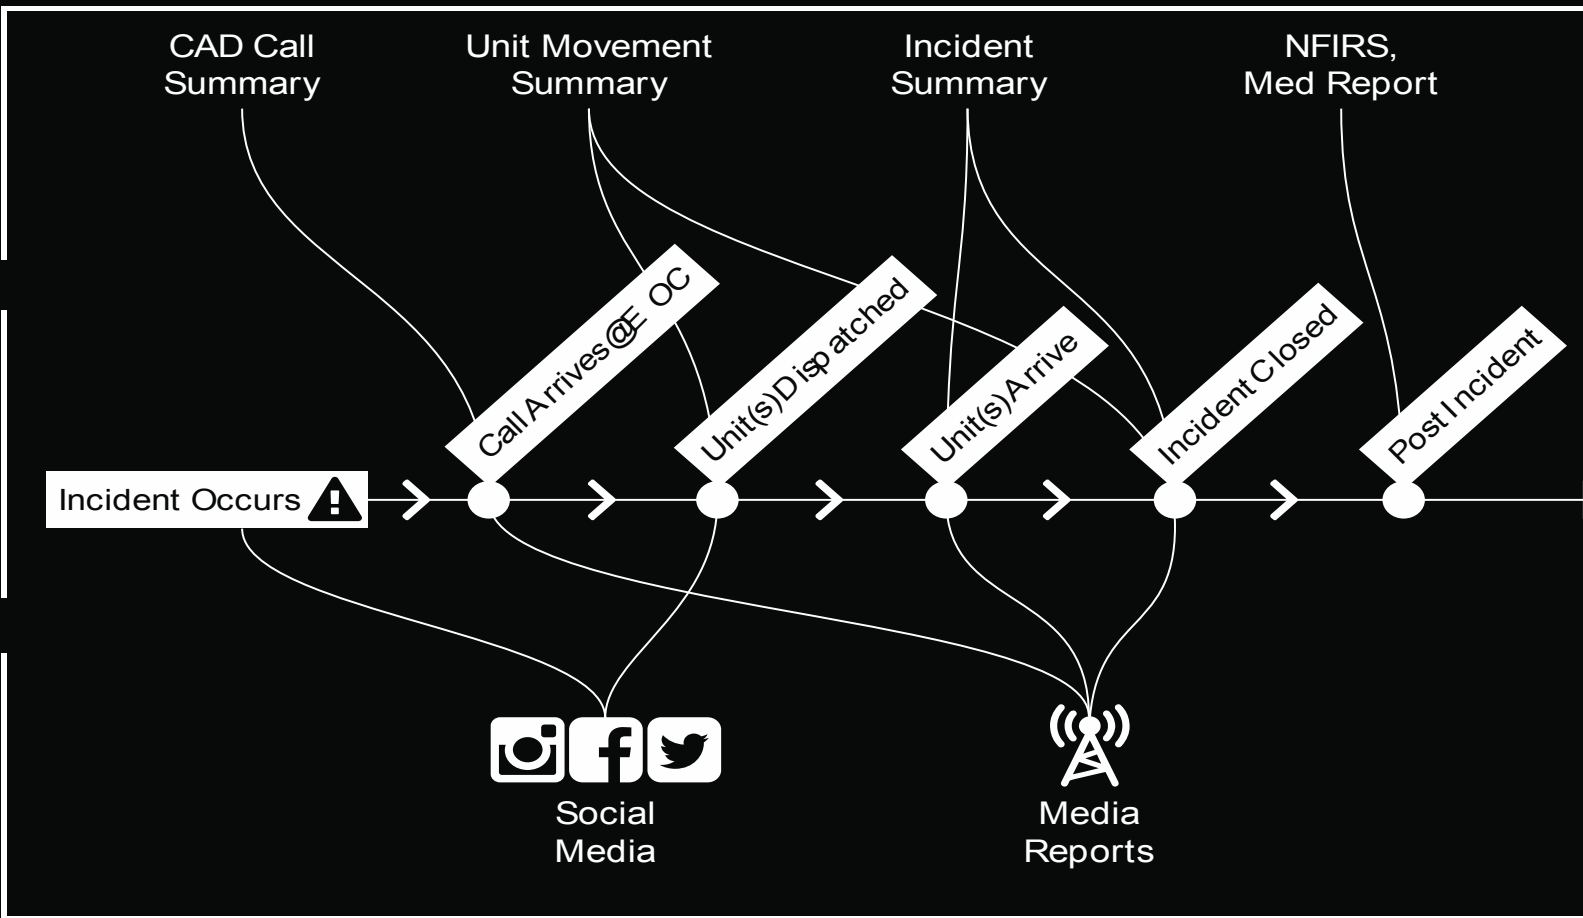 CAD Call
Summary
Unit Movement
Summary
Incident
Summary
NFIRS,
Med Report
Call Arrives @ E OC
Unit(s) Dispatched
Unit(s) Arrive
Incident Closed
Post Incident
Incident Occurs
Social
Media
Media
Reports